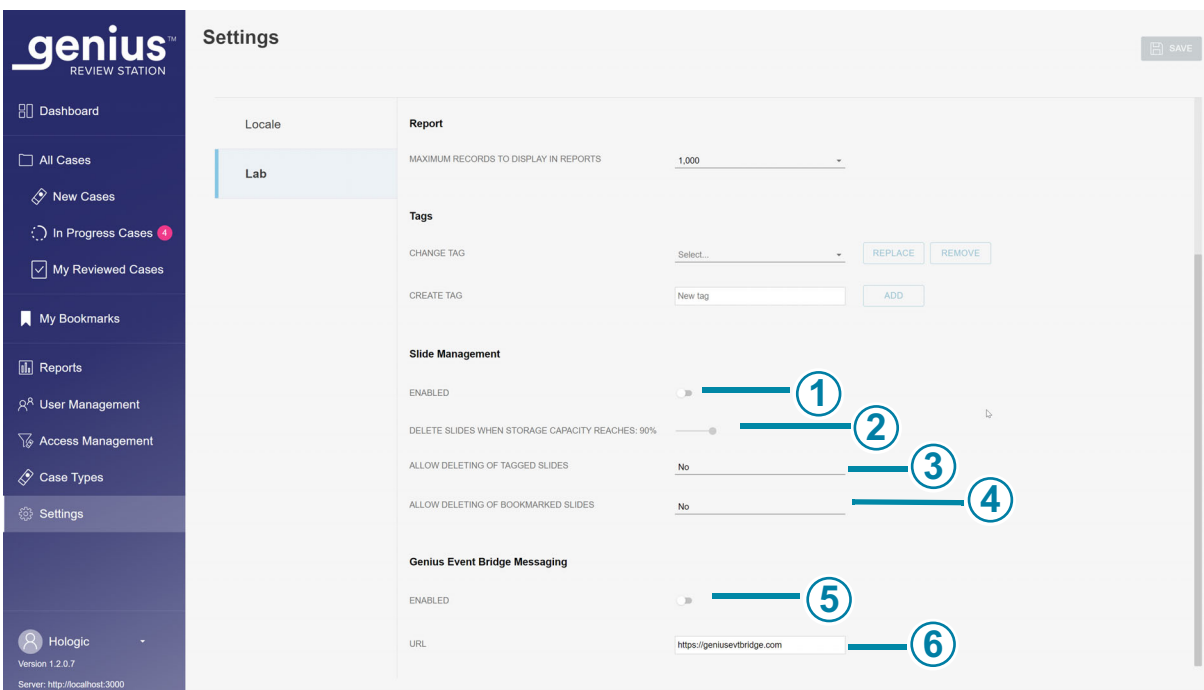 genius™
REVIEW STATION
Dashboard
All Cases
New Cases
In Progress Cases 4
My Reviewed Cases
My Bookmarks
Reports
User Management
Access Management
Case Types
Settings
Hologic
Version 1.2.0.7
Server: http://localhost:3000
Settings
SAVE
Locale
Lab
Report
MAXIMUM RECORDS TO DISPLAY IN REPORTS 1,000
Tags
CHANGE TAG Select... REPLACE REMOVE
CREATE TAG New tag ADD
Slide Management
ENABLED 1
DELETE SLIDES WHEN STORAGE CAPACITY REACHES: 90% 2
ALLOW DELETING OF TAGGED SLIDES No 3
ALLOW DELETING OF BOOKMARKED SLIDES No 4
Genius Event Bridge Messaging
ENABLED 5
URL https://geniusevtbridge.com 6